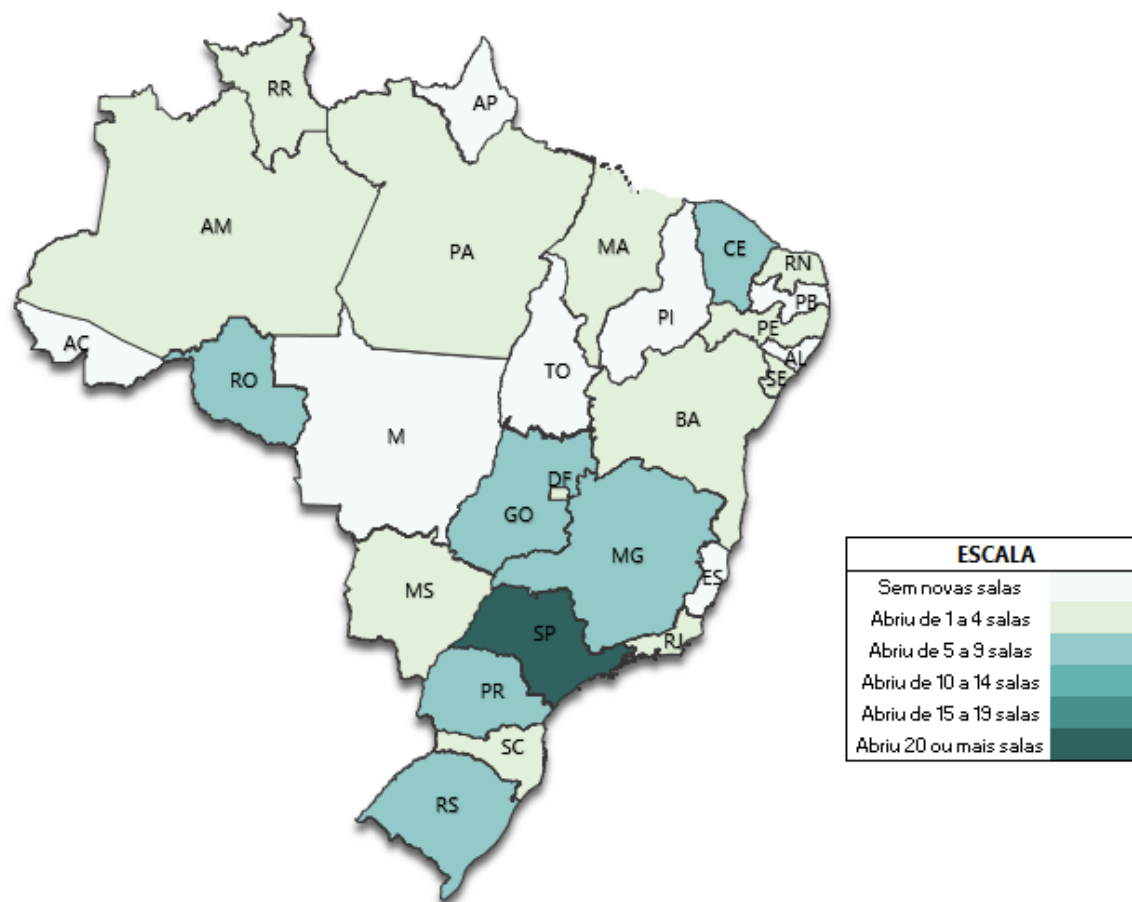 RR
AP
AM
PA
MA
CE
RN
PB
PI
PE
AL
SE
AC
RO
TO
BA
M
DF
GO
MG
ES
MS
SP
RJ
PR
SC
RS
ESCALA
Sem novas salas
Abriu de 1 a 4 salas
Abriu de 5 a 9 salas
Abriu de 10 a 14 salas
Abriu de 15 a 19 salas
Abriu 20 ou mais salas